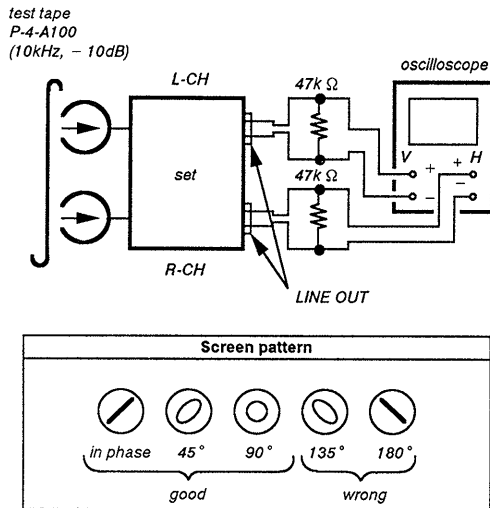 test tape
P-4-A100
(10kHz, – 10dB)
L-CH
47k Ω
oscilloscope
V
H
+
+
–
–
set
47k Ω
R-CH
LINE OUT
Screen pattern
in phase 45° 90° 135° 180°
good wrong